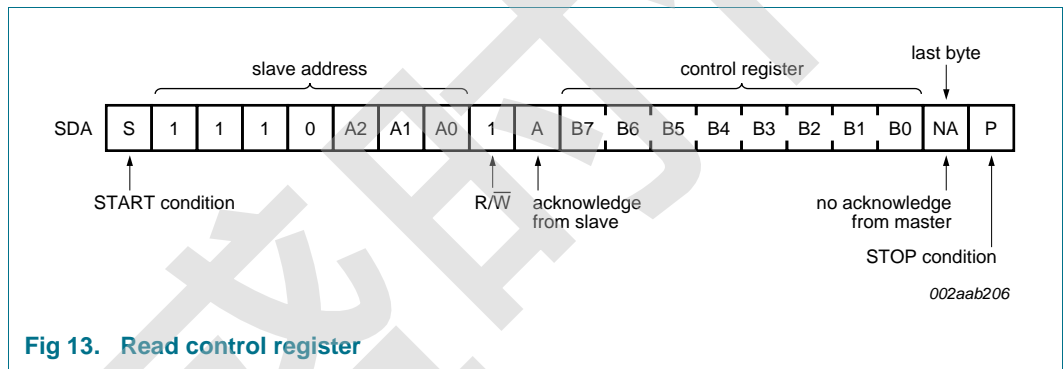 last byte
slave address control register
SDA S 1 1 1 0 A2 A1 A0 1 A B7 B6 B5 B4 B3 B2 B1 B0 NA P
START condition R/W̅ acknowledge from slave no acknowledge from master
STOP condition
002aab206
Fig 13. Read control register